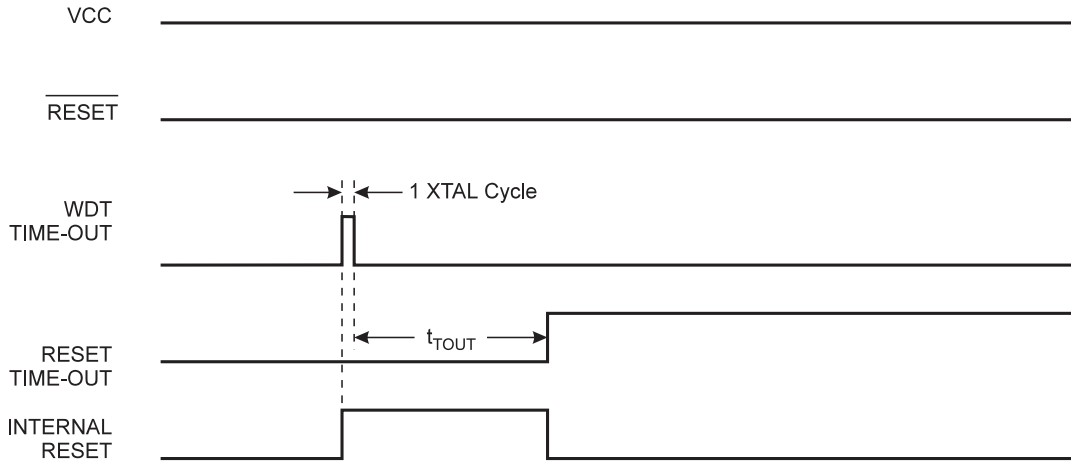 VCC
RESET
1 XTAL Cycle
WDT
TIME-OUT
tTOUT
RESET
TIME-OUT
INTERNAL
RESET